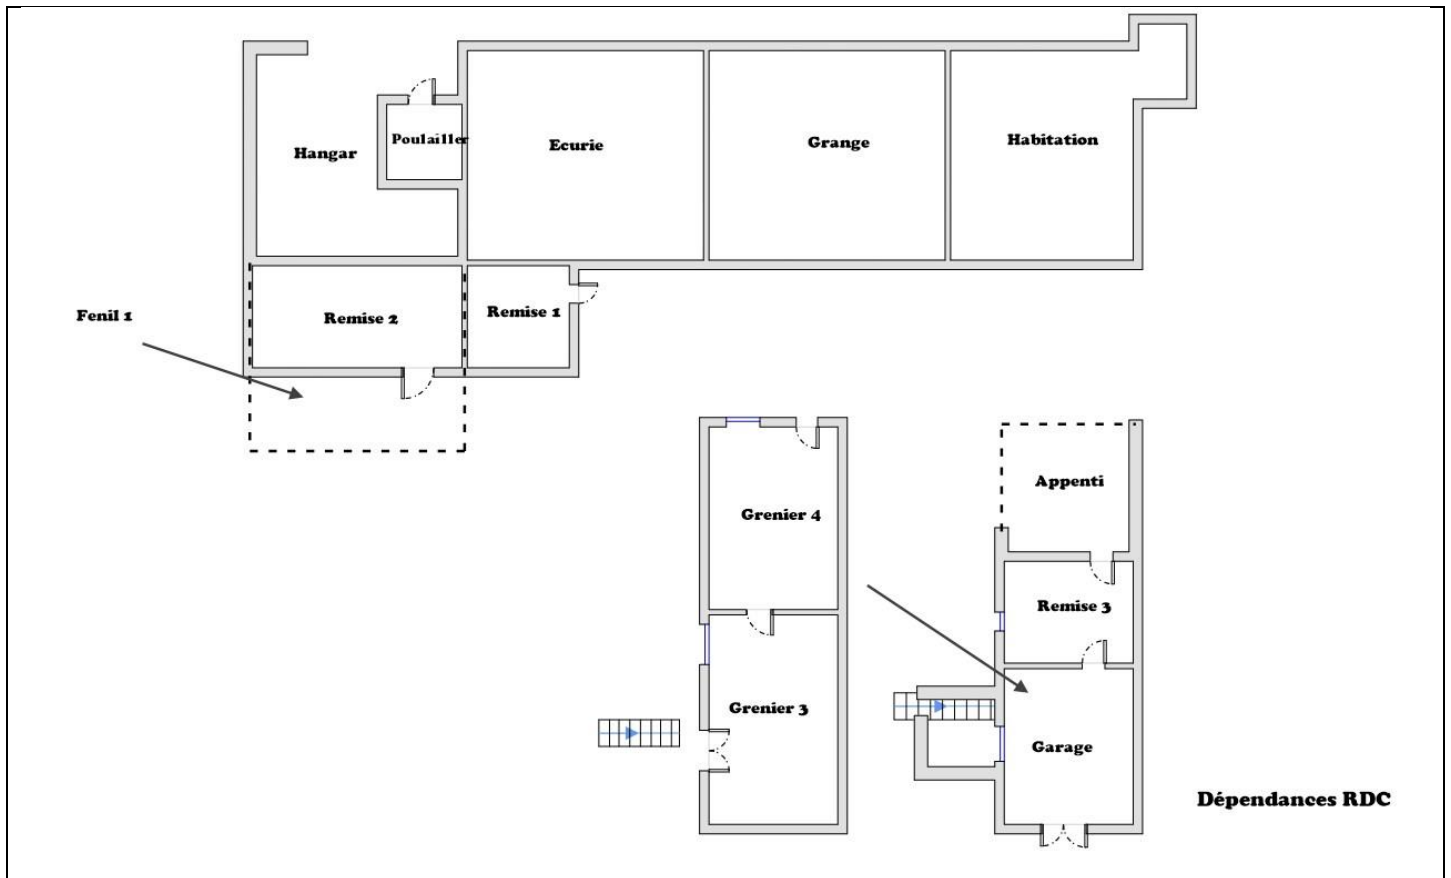 Hangar
Poulailler
Ecurie
Grange
Habitation
Fenil 1
Remise 2
Remise 1
Grenier 4
Appenti
Remise 3
Grenier 3
Garage
Dépendances RDC